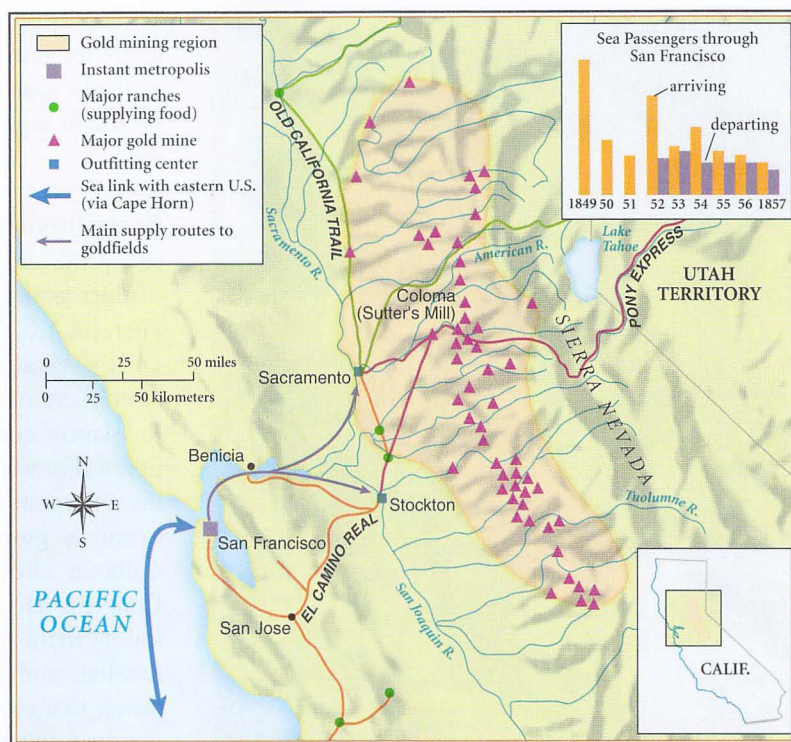 Gold mining region
Instant metropolis
Major ranches
(supplying food)
Major gold mine
Outfitting center
Sea link with eastern U.S.
(via Cape Horn)
Main supply routes to
goldfields
Sea Passengers through
San Francisco
arriving
departing
1849 50 51 52 53 54 55 56 1857
OLD CALIFORNIA TRAIL
Sacramento R.
American R.
Lake
Tahoe
PONY EXPRESS
UTAH
TERRITORY
Coloma
(Sutter's Mill)
SIERRA NEVADA
0 25 50 miles
0 25 50 kilometers
Sacramento
Benicia
N
W E
S
Stockton
Tuolumne R.
San Francisco
EL CAMINO REAL
PACIFIC
OCEAN
San Jose
San Joaquin R.
CALIF.